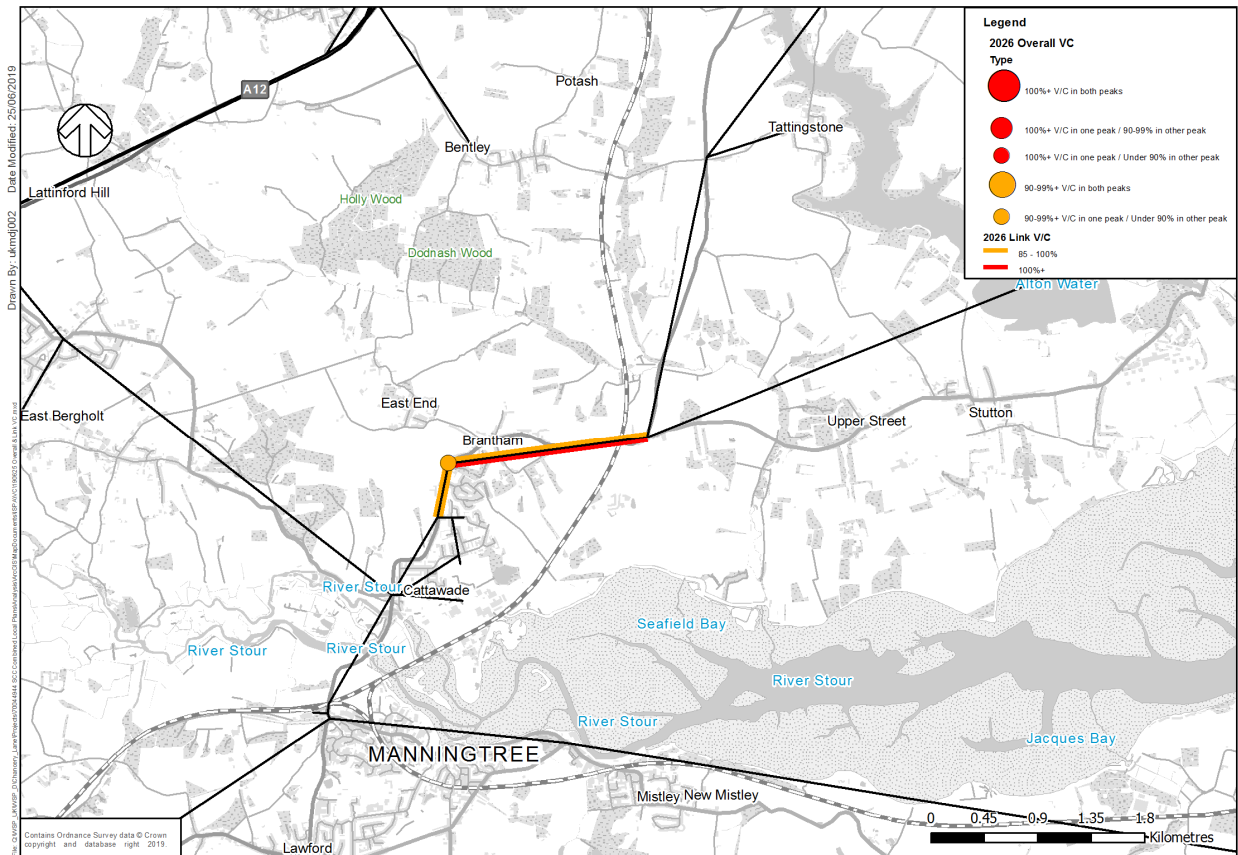 Legend
2026 Overall VC
Type
100%+ V/C in both peaks
100%+ V/C in one peak / 90-99% in other peak
100%+ V/C in one peak / Under 90% in other peak
90-99%+ V/C in both peaks
90-99%+ V/C in one peak / Under 90% in other peak
2026 Link V/C
85 - 100%
100%+
Drawn By: ukmdj002 Date Modified: 25/06/2019
Potash
A12
Tattingstone
Bentley
Lattinford Hill
Holly Wood
Dodnash Wood
Alton Water
East End
East Bergholt
Stutton
Upper Street
Brantham
River Stour
Cattawade
Seafield Bay
River Stour
River Stour
River Stour
River Stour
Jacques Bay
MANNINGTREE
Mistley
New Mistley
Lawford
0 0.45 0.9 1.35 1.8
Kilometres
Contains Ordnance Survey data © Crown
copyright and database right 2019.